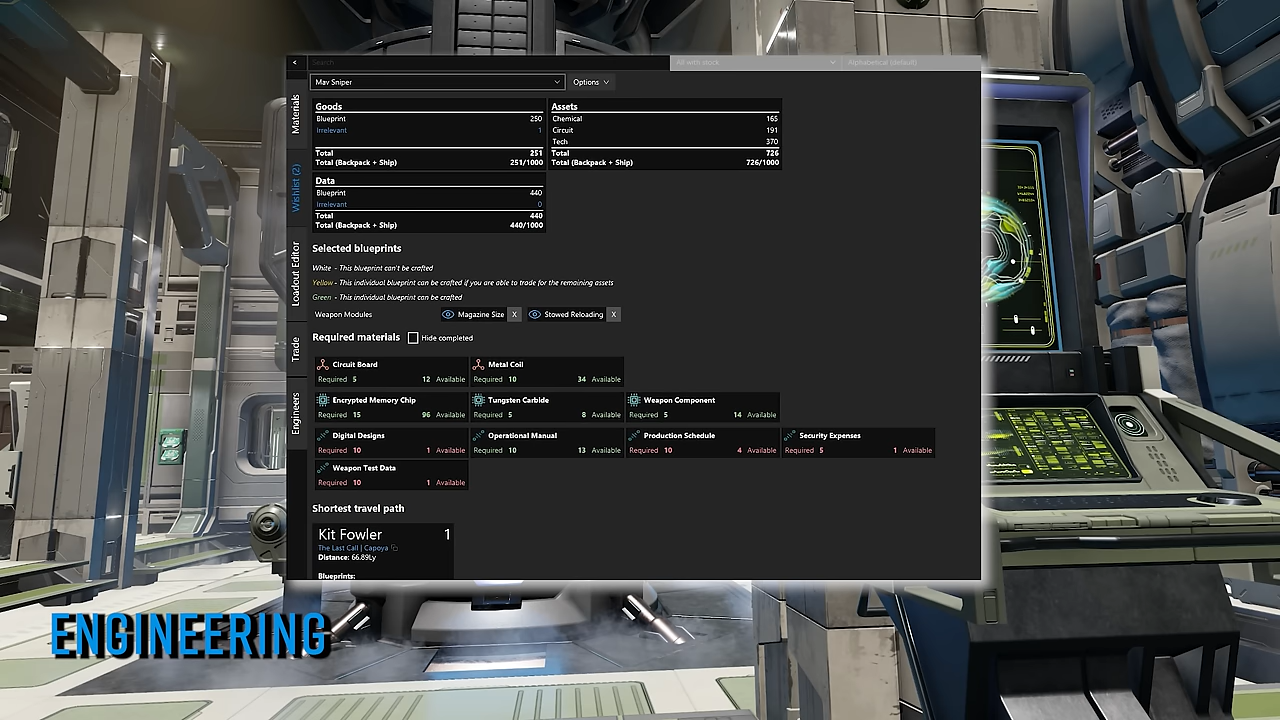 <
Search
All with stock
Alphabetical (default)
Mav Sniper
Options
Materials
Wishlist (2)
Loadout Editor
Trade
Engineers
Goods
Blueprint 250
Irrelevant 1
Total 251
Total (Backpack + Ship) 251/1000
Assets
Chemical 165
Circuit 191
Tech 370
Total 726
Total (Backpack + Ship) 726/1000
Data
Blueprint 440
Irrelevant 0
Total 440
Total (Backpack + Ship) 440/1000
Selected blueprints
White - This blueprint can't be crafted
Yellow - This individual blueprint can be crafted if you are able to trade for the remaining assets
Green - This individual blueprint can be crafted
Weapon Modules Magazine Size X Stowed Reloading X
Required materials Hide completed
Circuit Board
Required 5 12 Available
Metal Coil
Required 10 34 Available
Encrypted Memory Chip
Required 15 96 Available
Tungsten Carbide
Required 5 8 Available
Weapon Component
Required 5 14 Available
Digital Designs
Required 10 1 Available
Operational Manual
Required 10 13 Available
Production Schedule
Required 10 4 Available
Security Expenses
Required 5 1 Available
Weapon Test Data
Required 10 1 Available
Shortest travel path
Kit Fowler 1
The Last Call | Capoya
Distance: 66.89Ly
Blueprints:
ENGINEERING